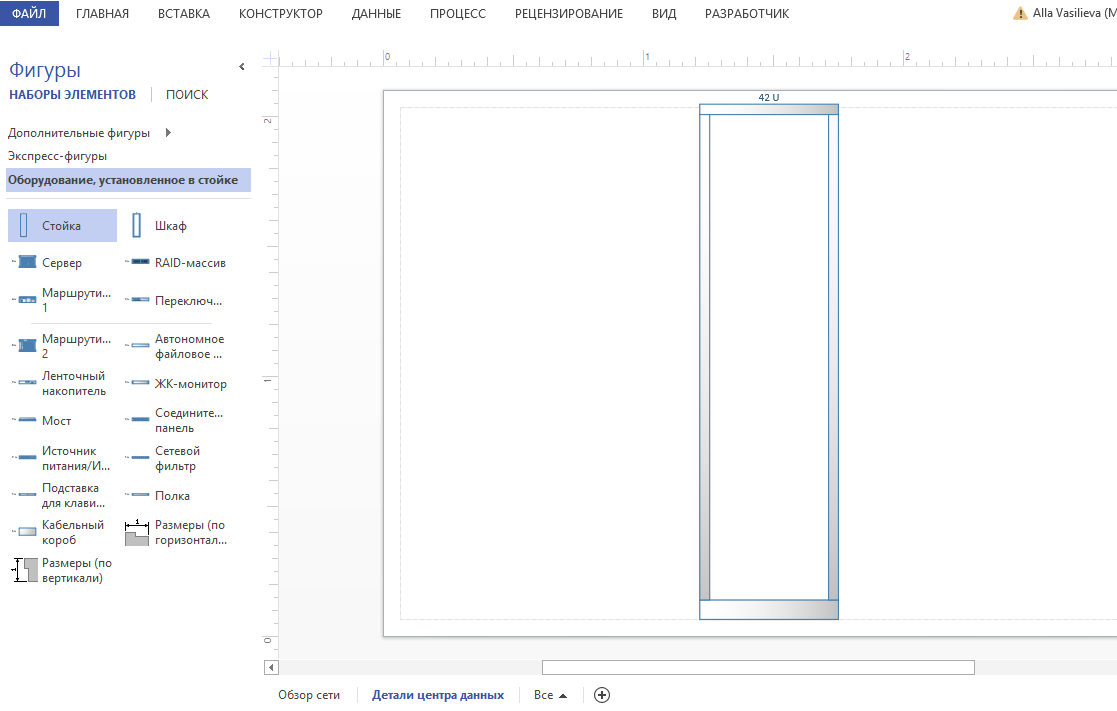 ФАЙЛ ГЛАВНАЯ ВСТАВКА КОНСТРУКТОР ДАННЫЕ ПРОЦЕСС РЕЦЕНЗИРОВАНИЕ ВИД РАЗРАБОТЧИК Alla Vasilieva (M
Фигуры
НАБОРЫ ЭЛЕМЕНТОВ ПОИСК
Дополнительные фигуры
Экспресс-фигуры
Оборудование, установленное в стойке
Стойка Шкаф
Сервер RAID-массив
Маршрути...
1
Переключ...
Маршрути...
2
Автономное
файловое ...
Ленточный
накопитель
ЖК-монитор
Мост
Соедините...
панель
Источник
питания/И...
Сетевой
фильтр
Подставка
для клави...
Полка
Кабельный
короб
Размеры (по
горизонтал...
Размеры (по
вертикали)
0 1 2
2
1
0
42 U
Обзор сети Детали центра данных Все